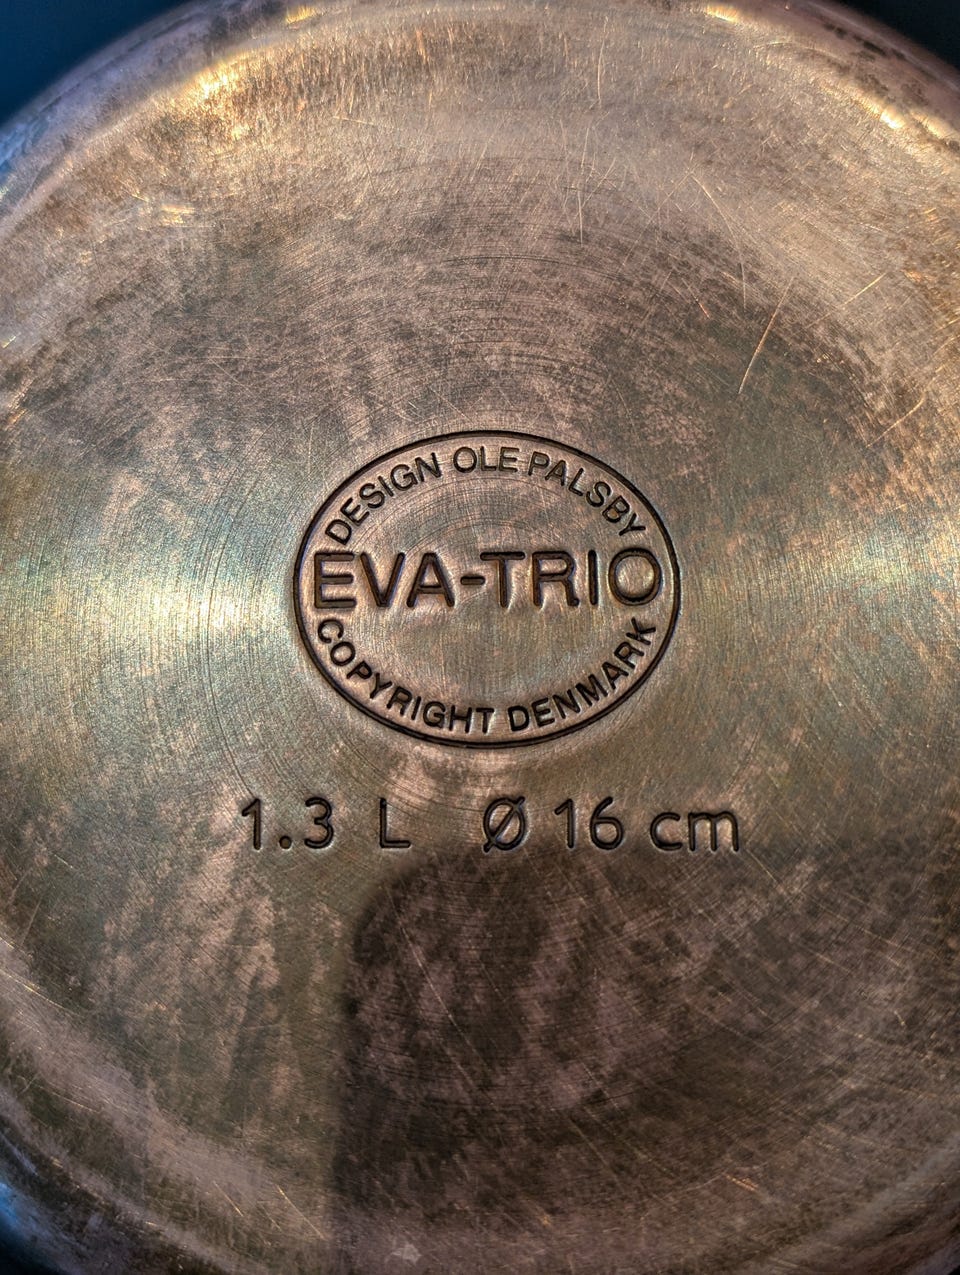 DESIGN OLE PALSBY
EVA-TRIO
COPYRIGHT DENMARK
1.3 L Ø 16 cm